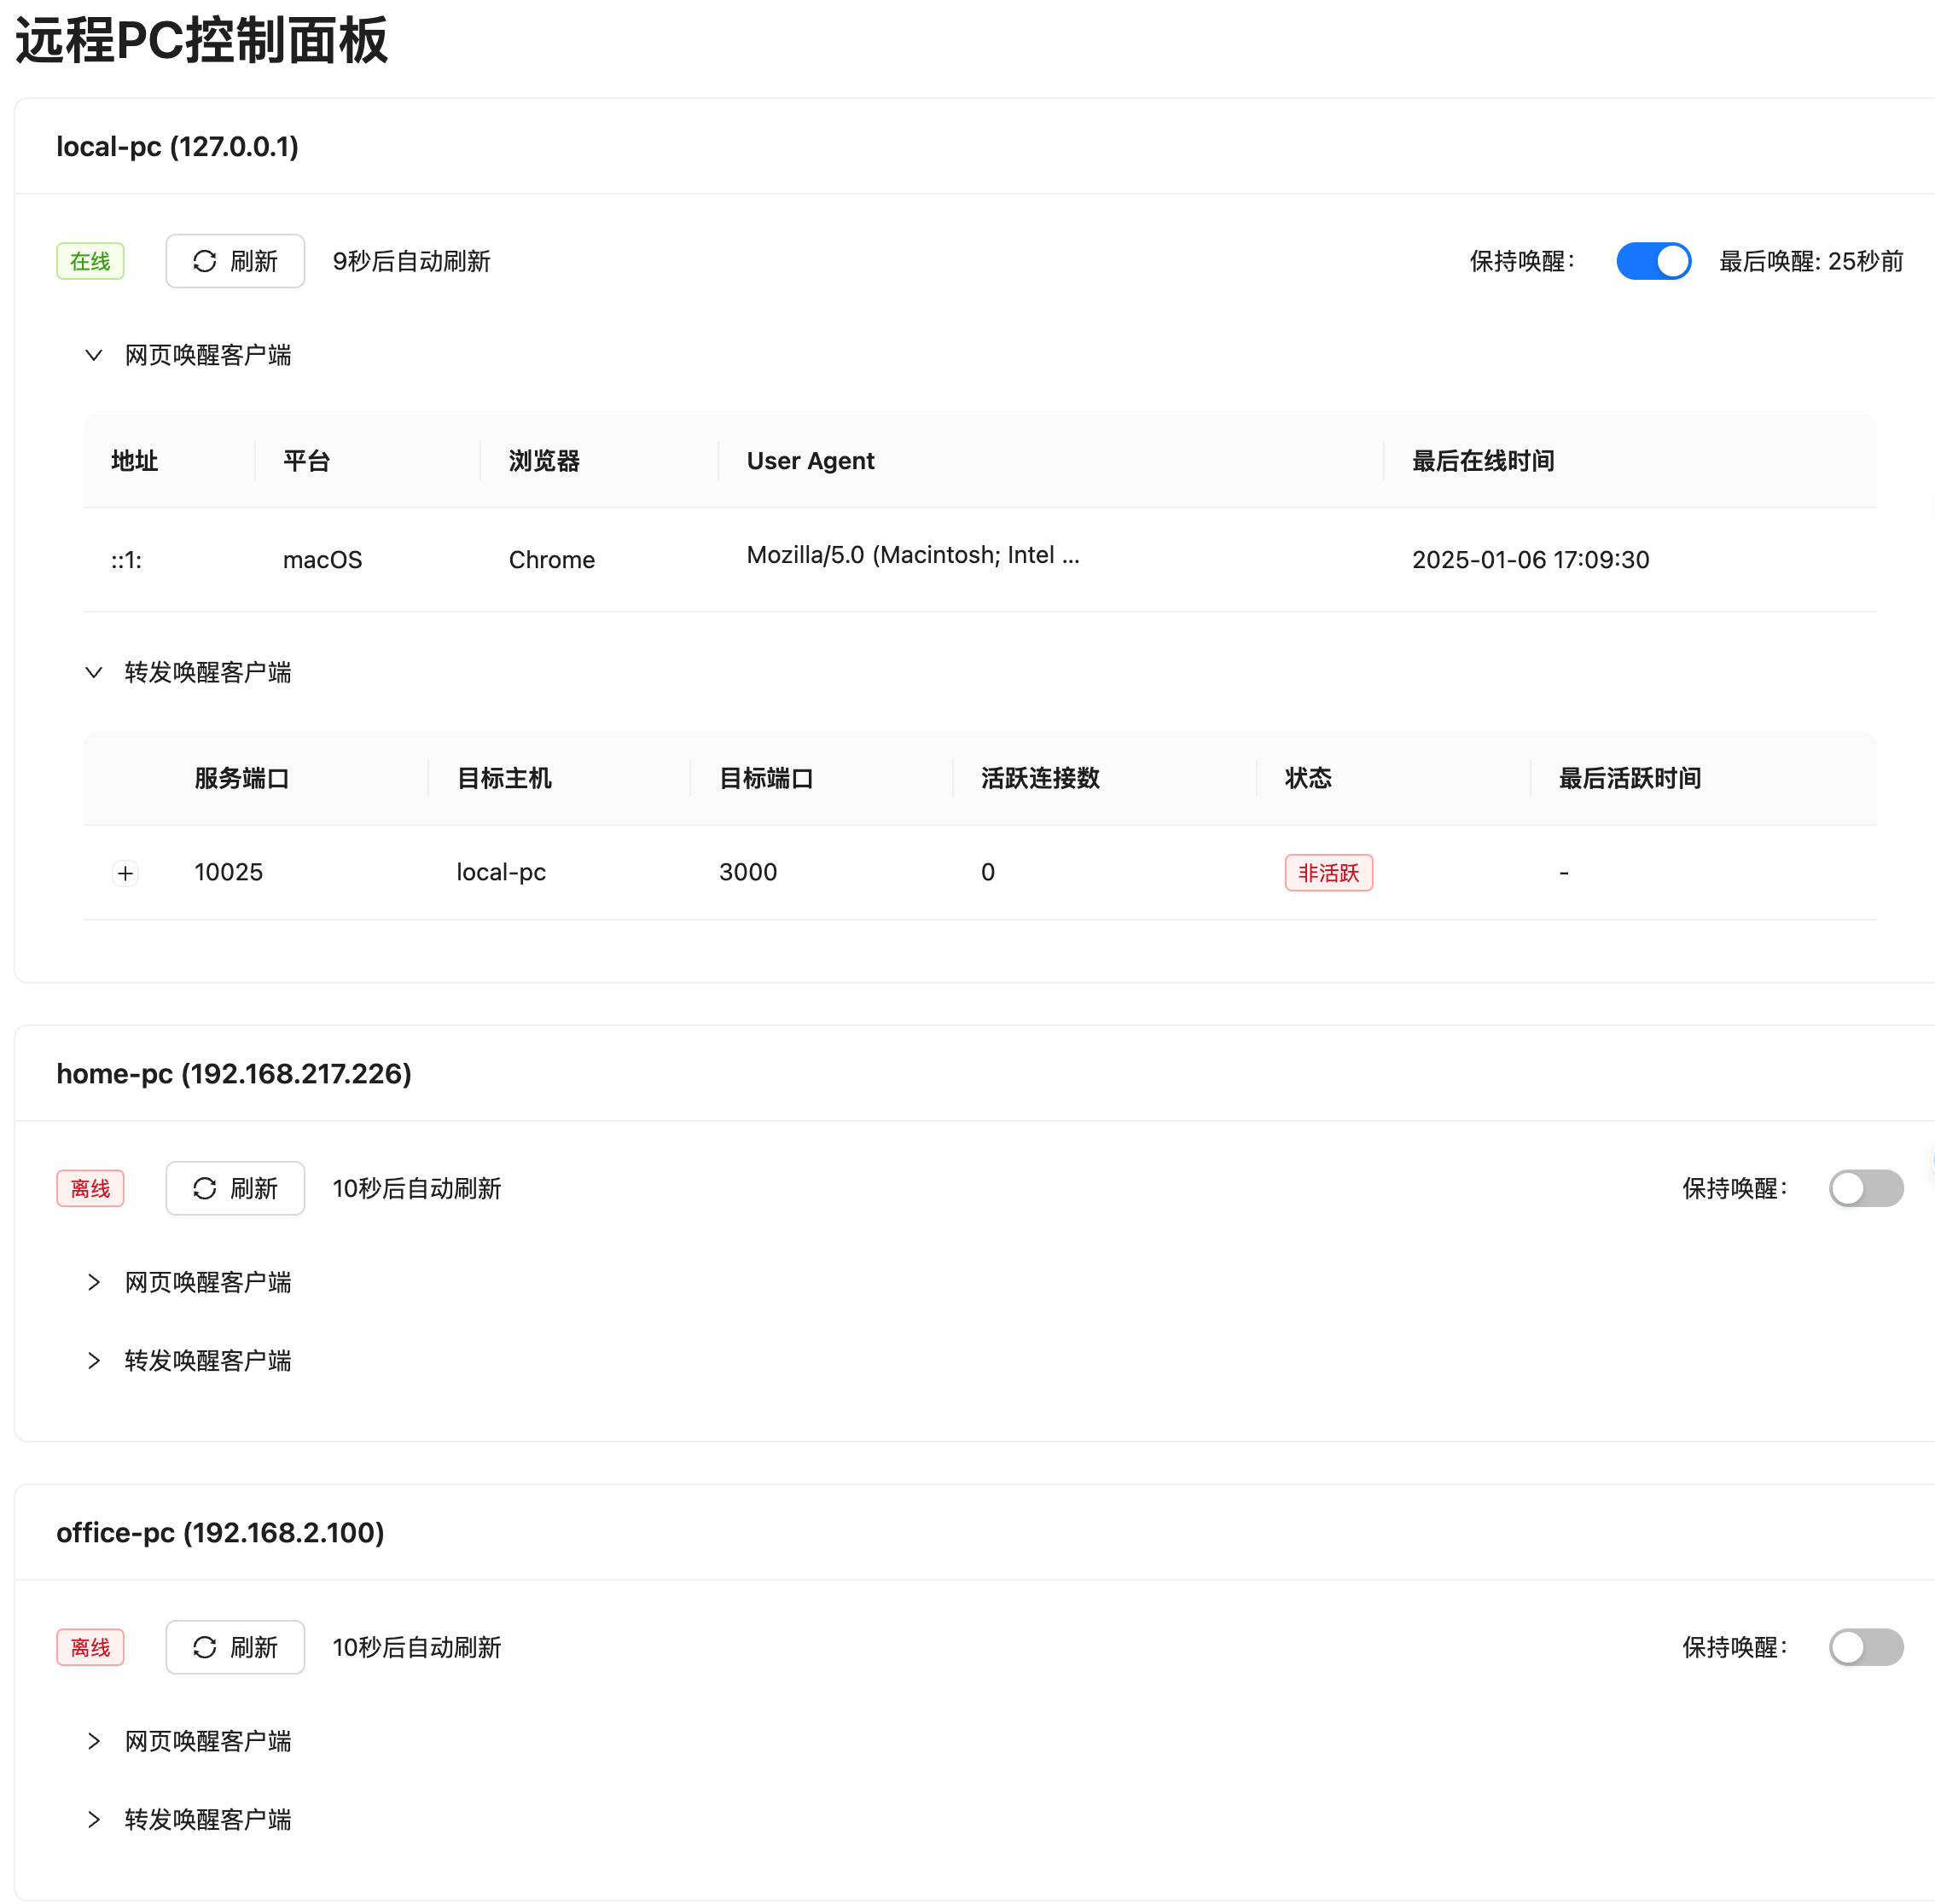 远程PC控制面板
local-pc (127.0.0.1)
在线 刷新 9秒后自动刷新 保持唤醒： 最后唤醒: 25秒前
网页唤醒客户端
地址 平台 浏览器 User Agent 最后在线时间
::1: macOS Chrome Mozilla/5.0 (Macintosh; Intel ... 2025-01-06 17:09:30
转发唤醒客户端
服务端口 目标主机 目标端口 活跃连接数 状态 最后活跃时间
10025 local-pc 3000 0 非活跃 -
home-pc (192.168.217.226)
离线 刷新 10秒后自动刷新 保持唤醒：
网页唤醒客户端
转发唤醒客户端
office-pc (192.168.2.100)
离线 刷新 10秒后自动刷新 保持唤醒：
网页唤醒客户端
转发唤醒客户端